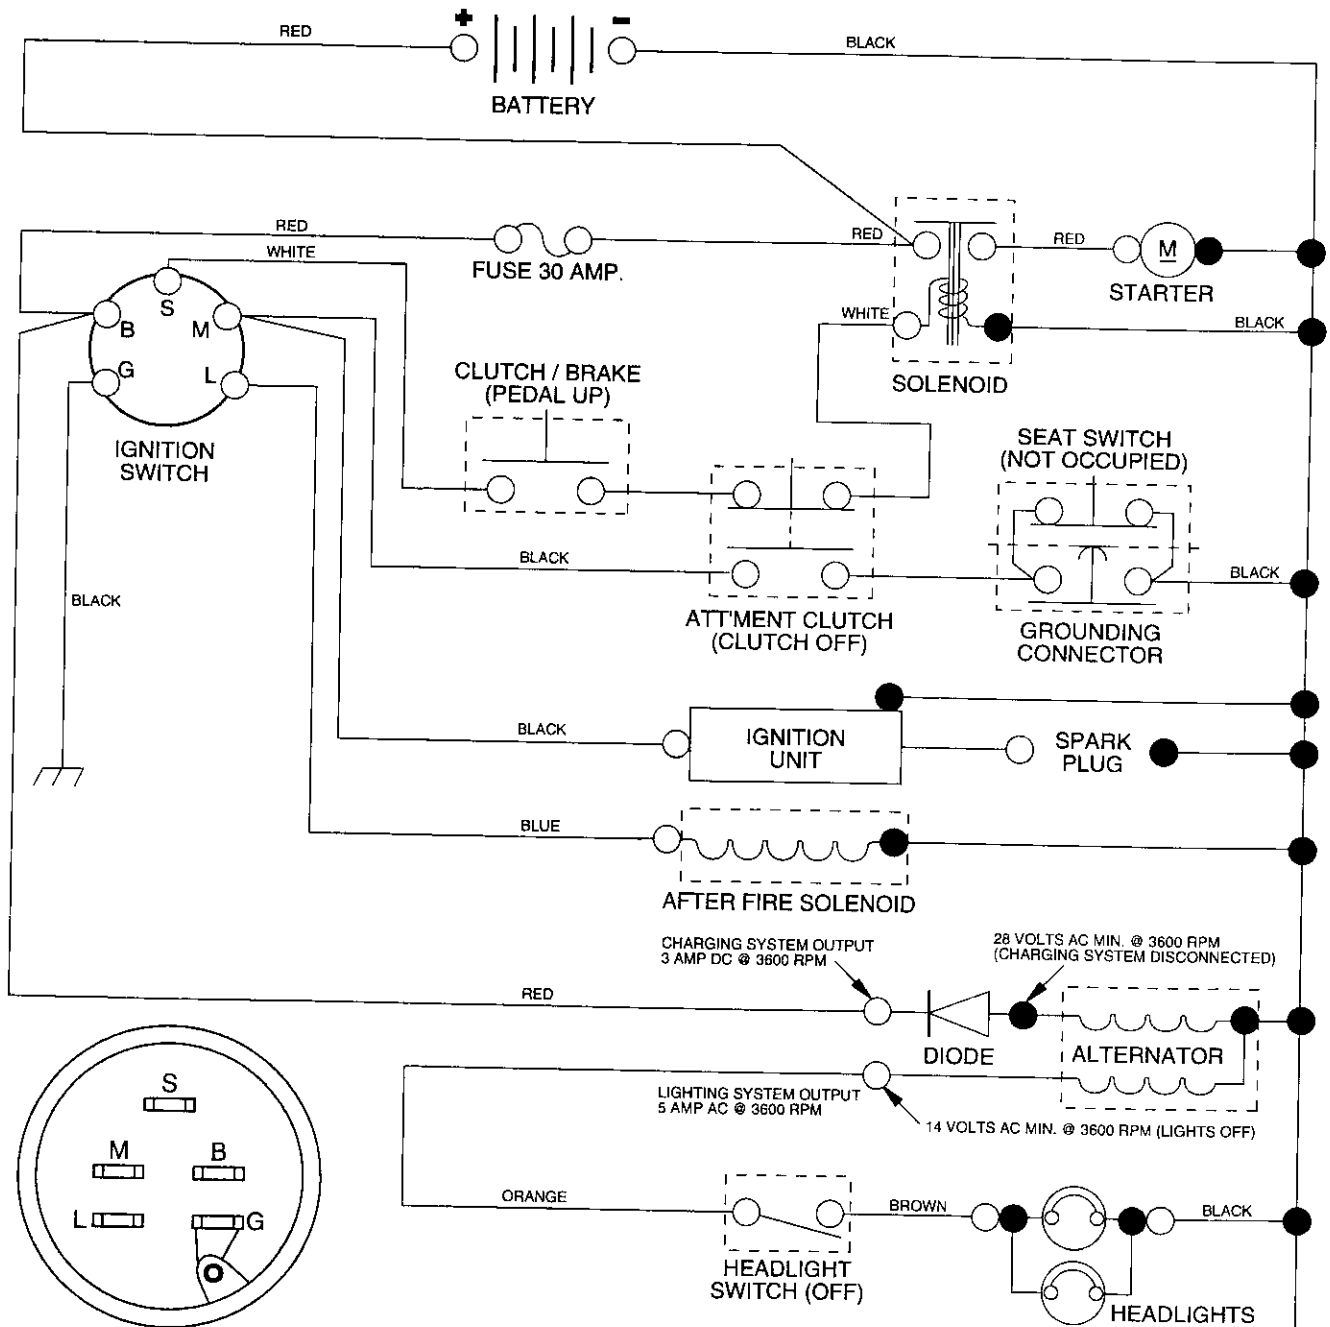 + -
RED
BLACK
BATTERY
RED
WHITE
FUSE 30 AMP.
RED
RED
M
STARTER
S
B
M
G
L
IGNITION
SWITCH
WHITE
BLACK
SOLENOID
CLUTCH / BRAKE
(PEDAL UP)
SEAT SWITCH
(NOT OCCUPIED)
BLACK
BLACK
BLACK
ATT'MENT CLUTCH
(CLUTCH OFF)
GROUNDING
CONNECTOR
BLACK
IGNITION
UNIT
SPARK
PLUG
BLUE
AFTER FIRE SOLENOID
CHARGING SYSTEM OUTPUT
3 AMP DC @ 3600 RPM
28 VOLTS AC MIN. @ 3600 RPM
(CHARGING SYSTEM DISCONNECTED)
RED
DIODE
ALTERNATOR
LIGHTING SYSTEM OUTPUT
5 AMP AC @ 3600 RPM
14 VOLTS AC MIN. @ 3600 RPM (LIGHTS OFF)
S
M
B
L
G
ORANGE
BROWN
BLACK
HEADLIGHT
SWITCH (OFF)
HEADLIGHTS